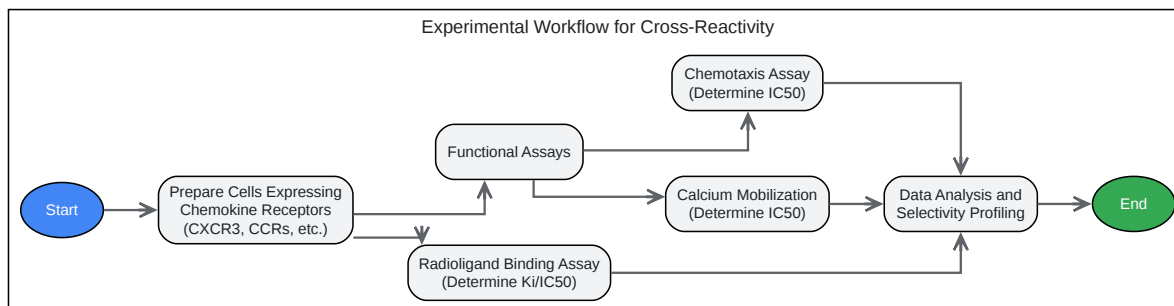 Experimental Workflow for Cross-Reactivity
Start
Prepare Cells Expressing
Chemokine Receptors
(CXCR3, CCRs, etc.)
Functional Assays
Radioligand Binding Assay
(Determine Ki/IC50)
Chemotaxis Assay
(Determine IC50)
Calcium Mobilization
(Determine IC50)
Data Analysis and
Selectivity Profiling
End